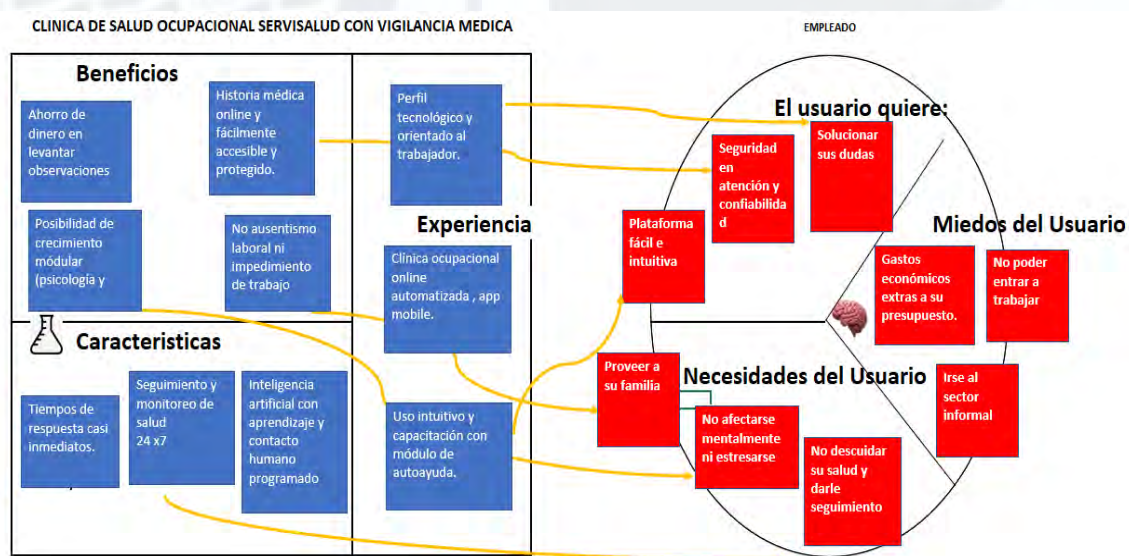 CLINICA DE SALUD OCUPACIONAL SERVISALUD CON VIGILANCIA MEDICA
Beneficios
Ahorro de
dinero en
levantar
observaciones
Historia médica
online y
fácilmente
accesible y
protegido.
Posibilidad de
crecimiento
módular
(psicología y
No ausentismo
laboral ni
impedimiento
de trabajo
Caracteristicas
Tiempos de
respuesta casi
inmediatos.
Seguimiento y
monitoreo de
salud
24 x7
Inteligencia
artificial con
aprendizaje y
contacto
humano
programado
Perfil
tecnológico y
orientado al
trabajador.
Experiencia
Clínica ocupacional
online
automatizada , app
mobile.
Uso intuitivo y
capacitación con
módulo de
autoayuda.
EMPLEADO
El usuario quiere:
Solucionar
sus dudas
Seguridad
en
atención y
confiabilida
d
Plataforma
fácil e
intuitiva
Miedos del Usuario
Gastos
económicos
extras a su
presupuesto.
No poder
entrar a
trabajar
Irse al
sector
informal
Necesidades del Usuario
Proveer a
su familia
No afectarse
mentalmente
ni estresarse
No descuidar
su salud y
darle
seguimiento